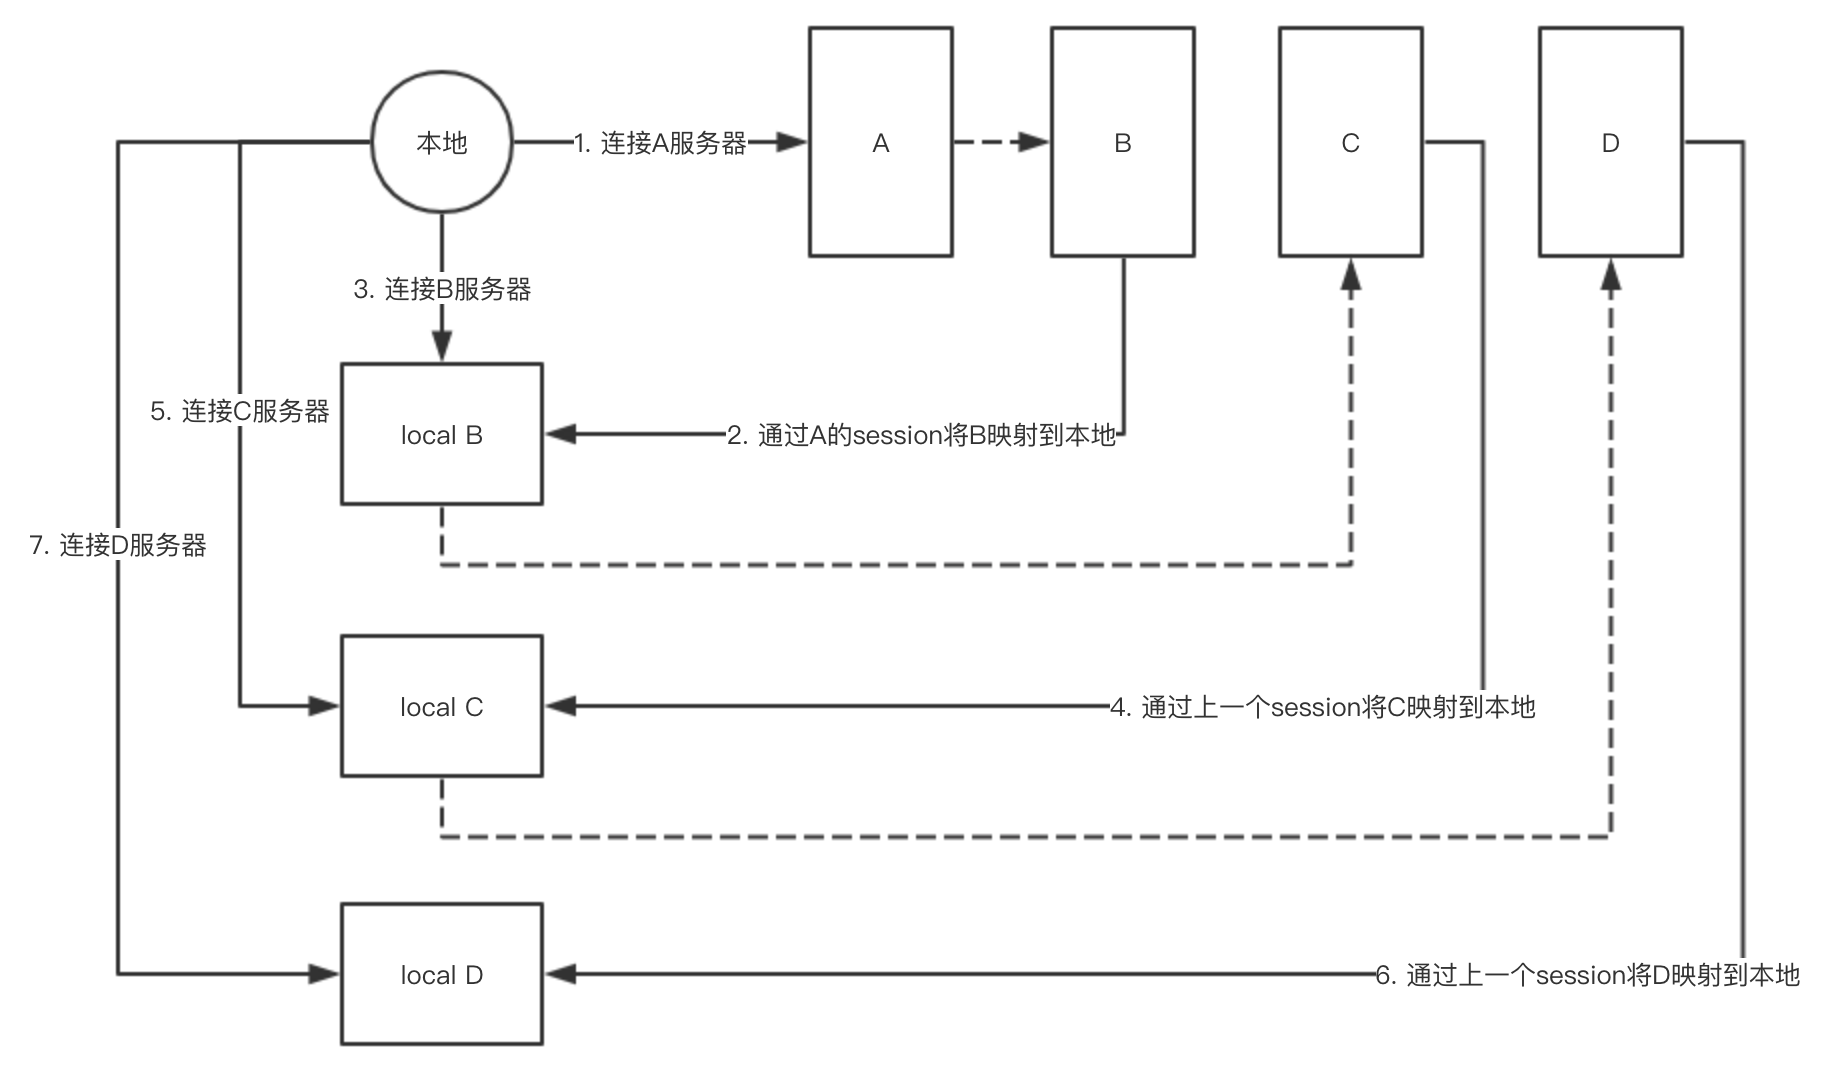 本地
1. 连接A服务器
A
B
C
D
3. 连接B服务器
5. 连接C服务器
local B
2. 通过A的session将B映射到本地
7. 连接D服务器
local C
4. 通过上一个session将C映射到本地
local D
6. 通过上一个session将D映射到本地